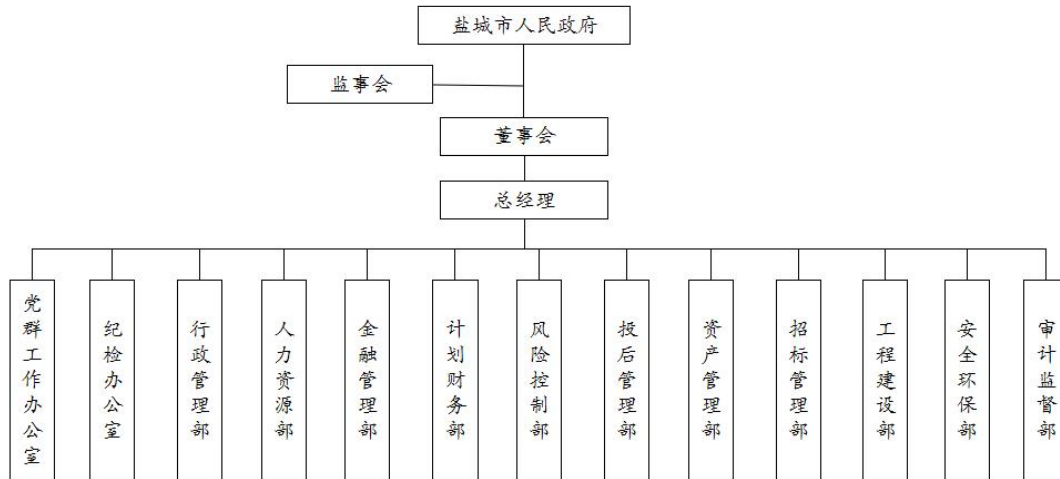 盐城市人民政府
监事会
董事会
总经理
党群工作办公室
纪检办公室
行政管理部
人力资源部
金融管理部
计划财务部
风险控制部
投后管理部
资产管理部
招标管理部
工程建设部
安全环保部
审计监督部